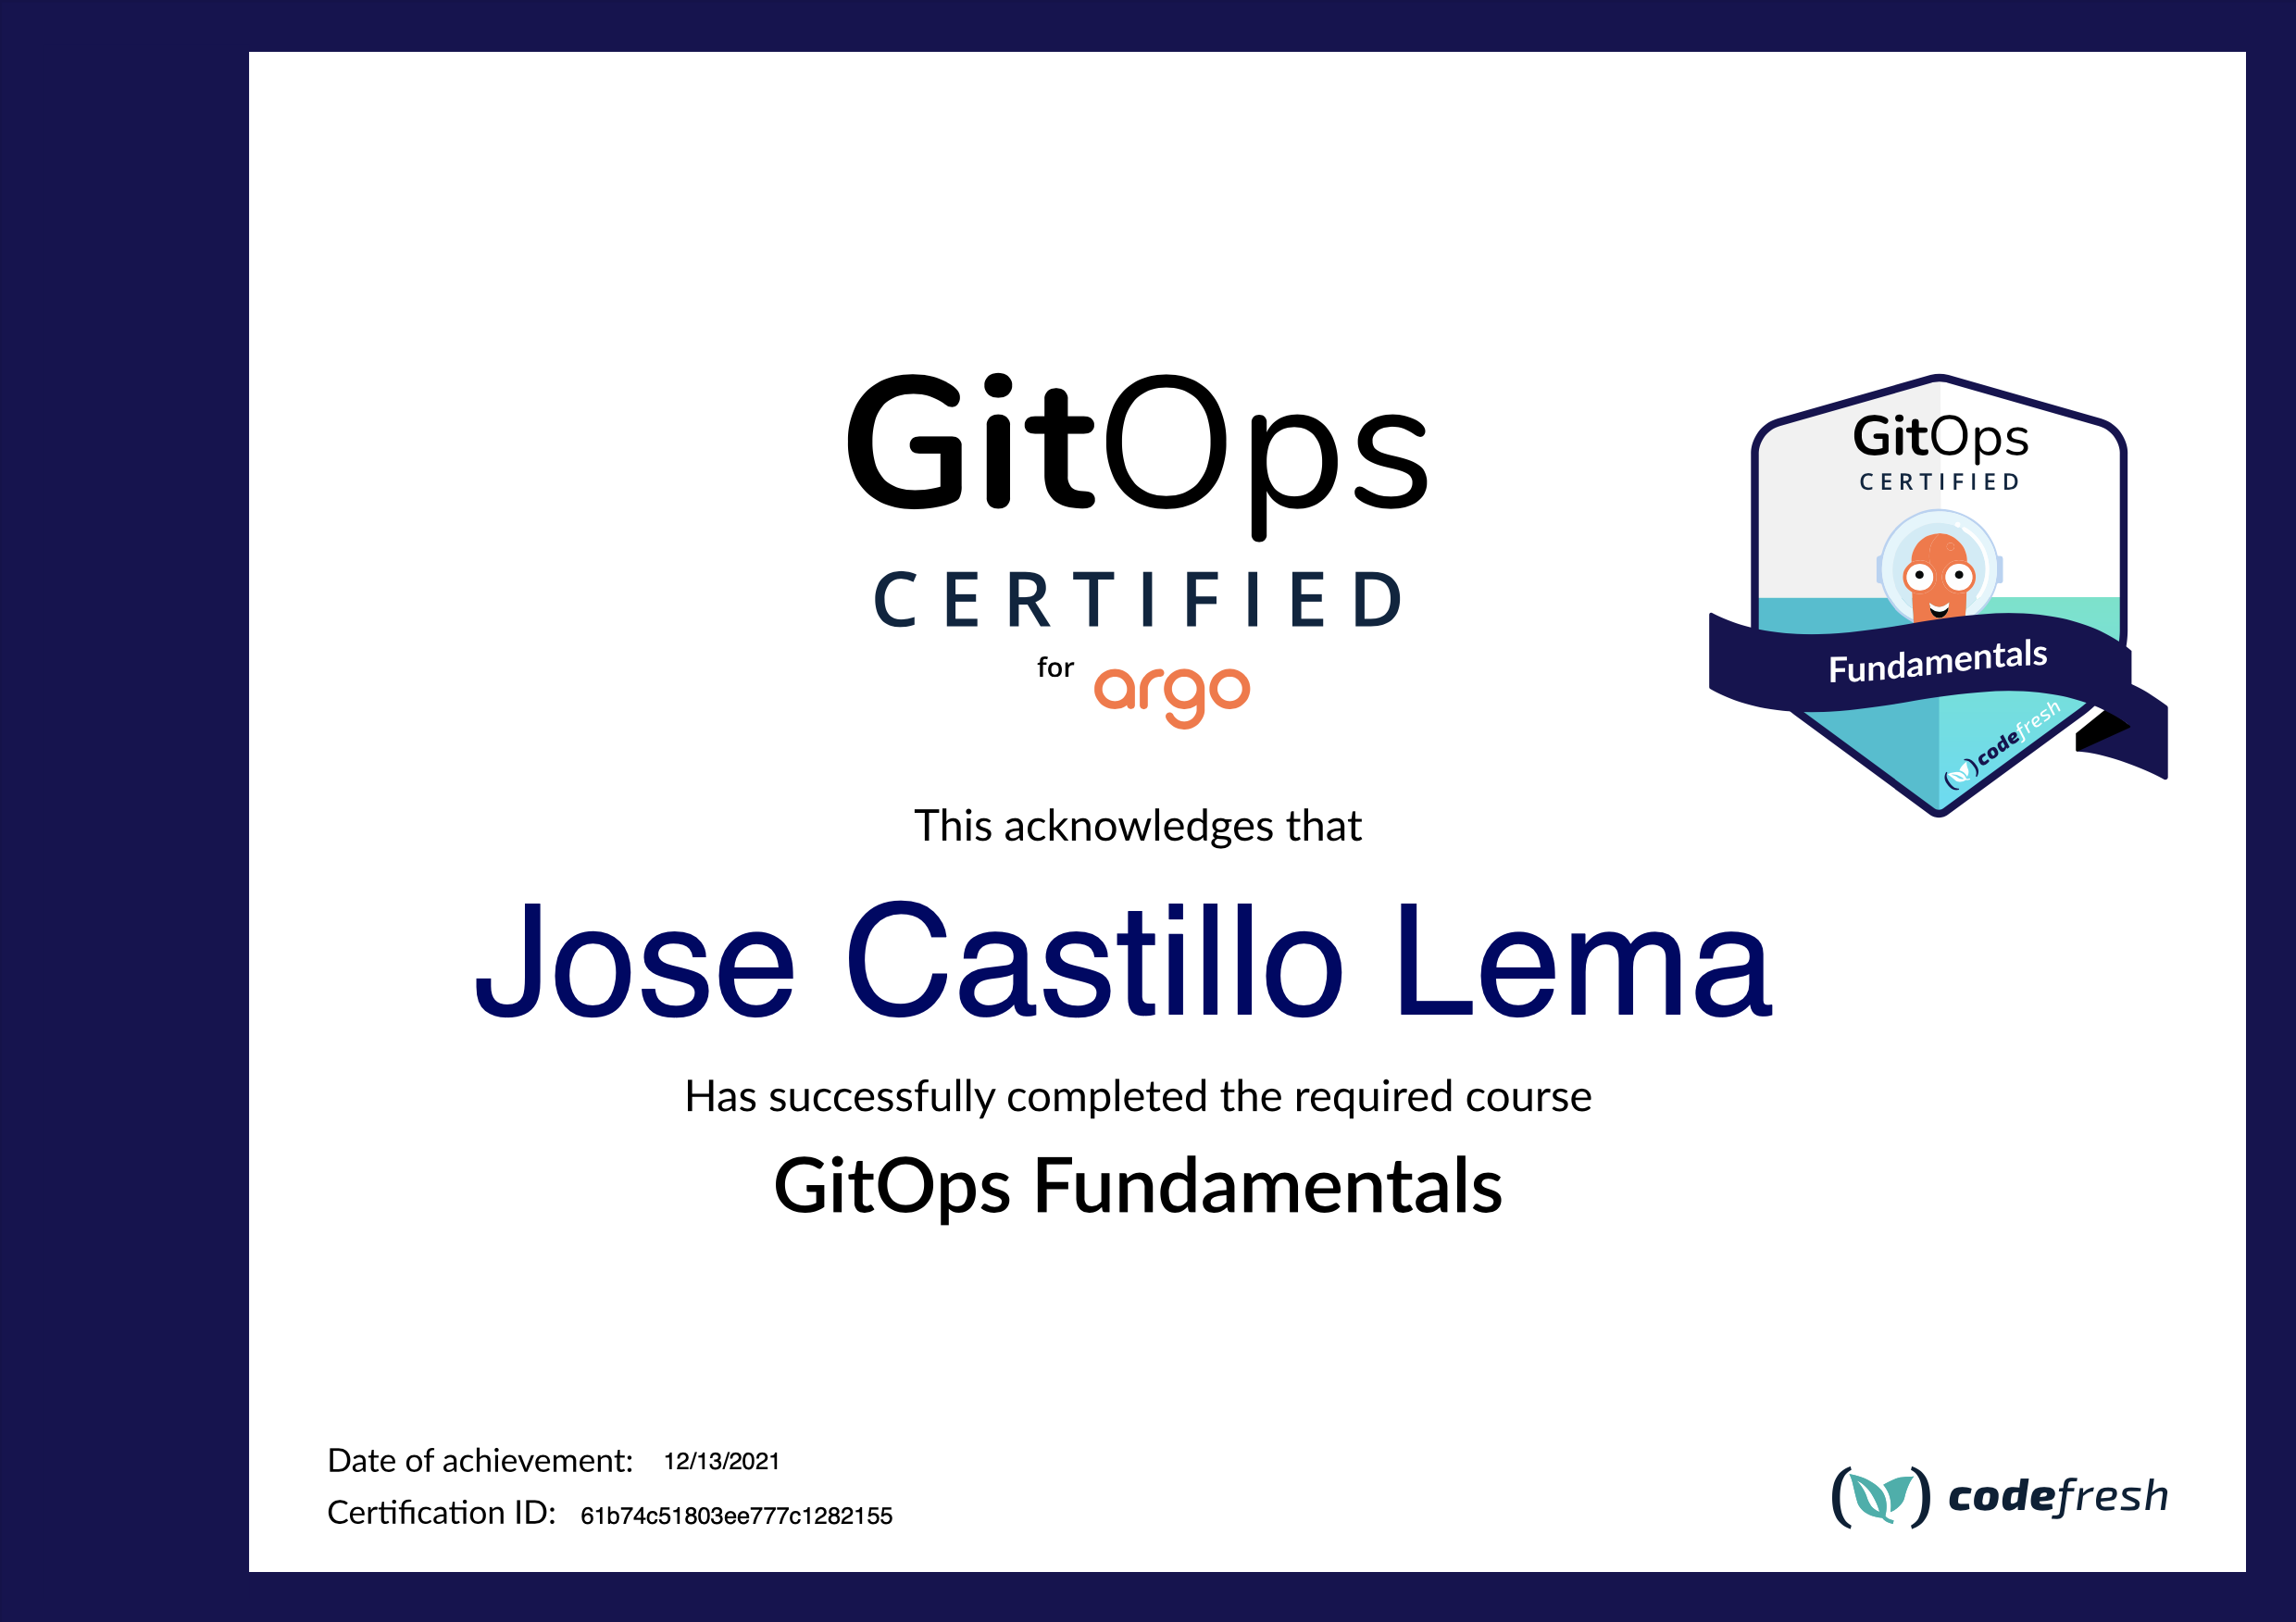 GitOps
CERTIFIED
for argo
GitOps
CERTIFIED
Fundamentals
codefresh
This acknowledges that
Jose Castillo Lema
Has successfully completed the required course
GitOps Fundamentals
Date of achievement: 12/13/2021
Certification ID: 61b74c51803ee777c1282155
codefresh